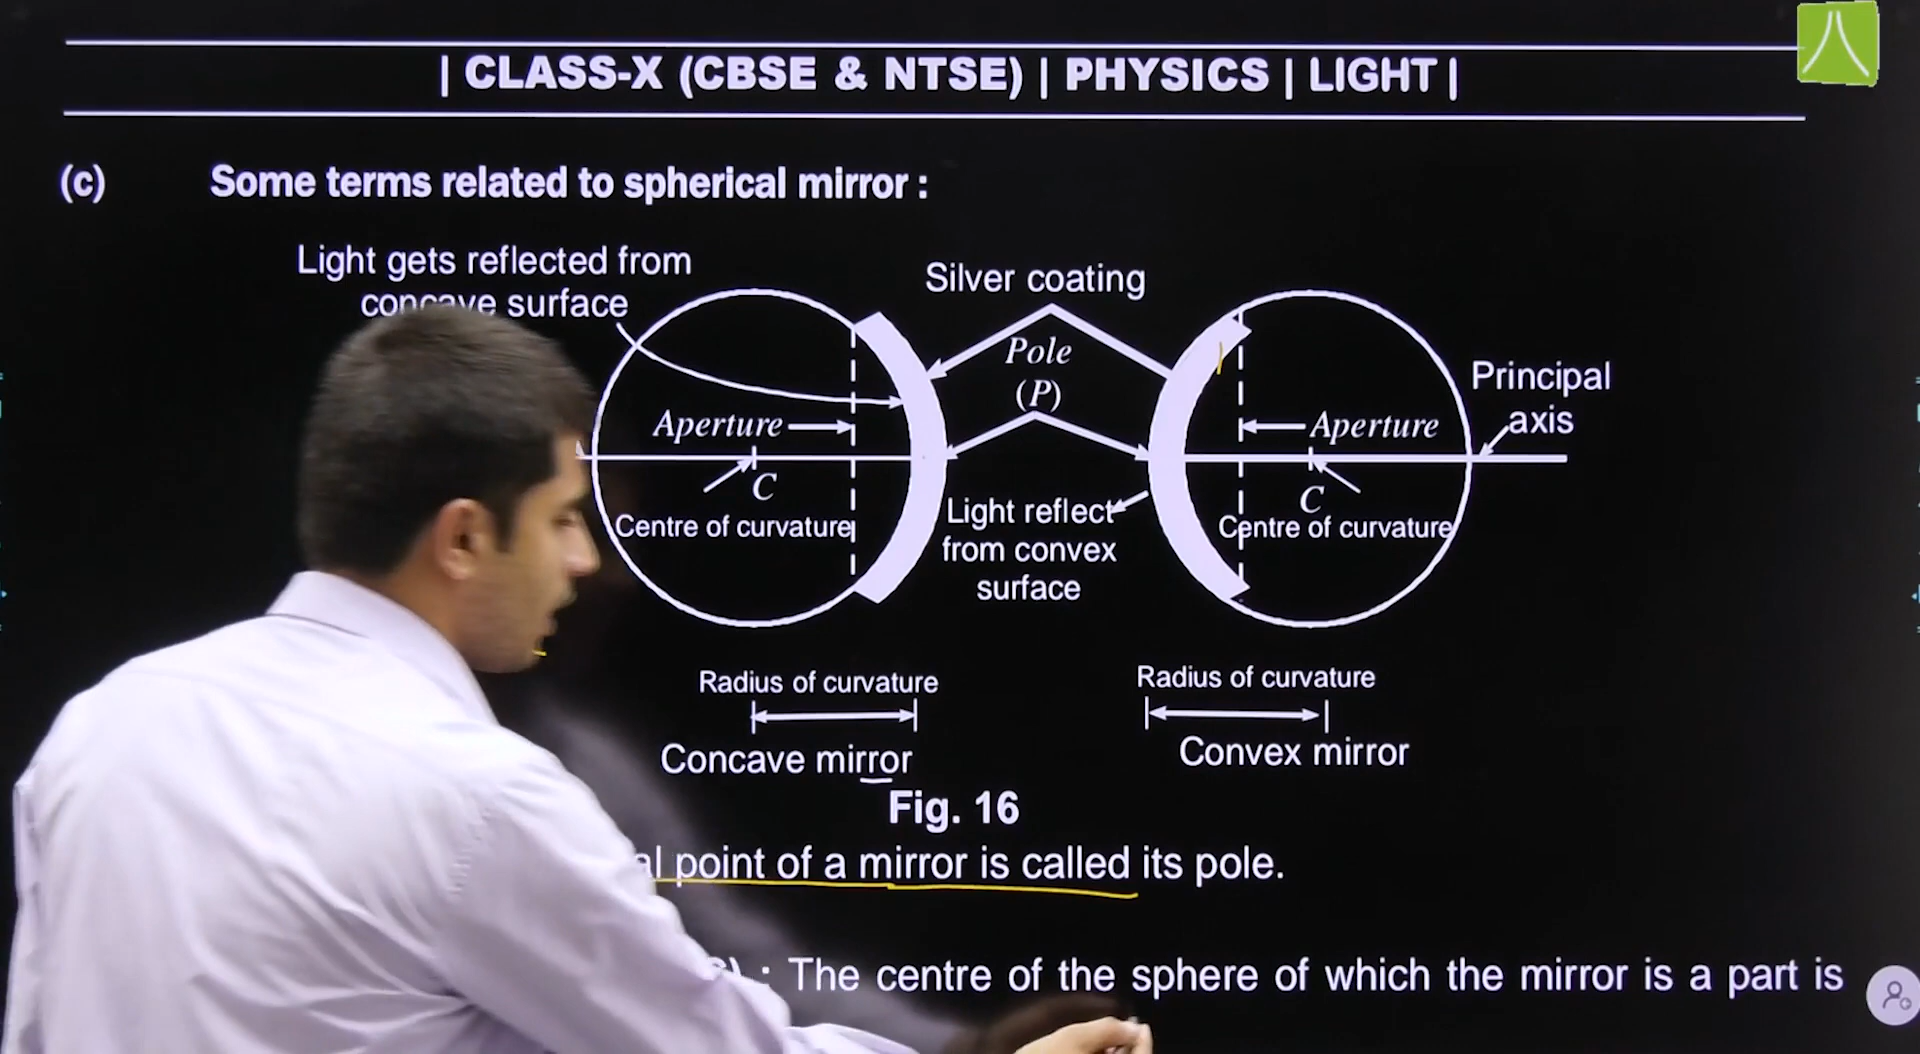 | CLASS-X (CBSE & NTSE) | PHYSICS | LIGHT |
(c) Some terms related to spherical mirror :
Light gets reflected from
concave surface
Silver coating
Pole
(P)
Principal
axis
Aperture
Aperture
C
C
Centre of curvature
Centre of curvature
Light reflect
from convex
surface
Radius of curvature
Radius of curvature
Concave mirror
Convex mirror
Fig. 16
point of a mirror is called its pole.
: The centre of the sphere of which the mirror is a part is